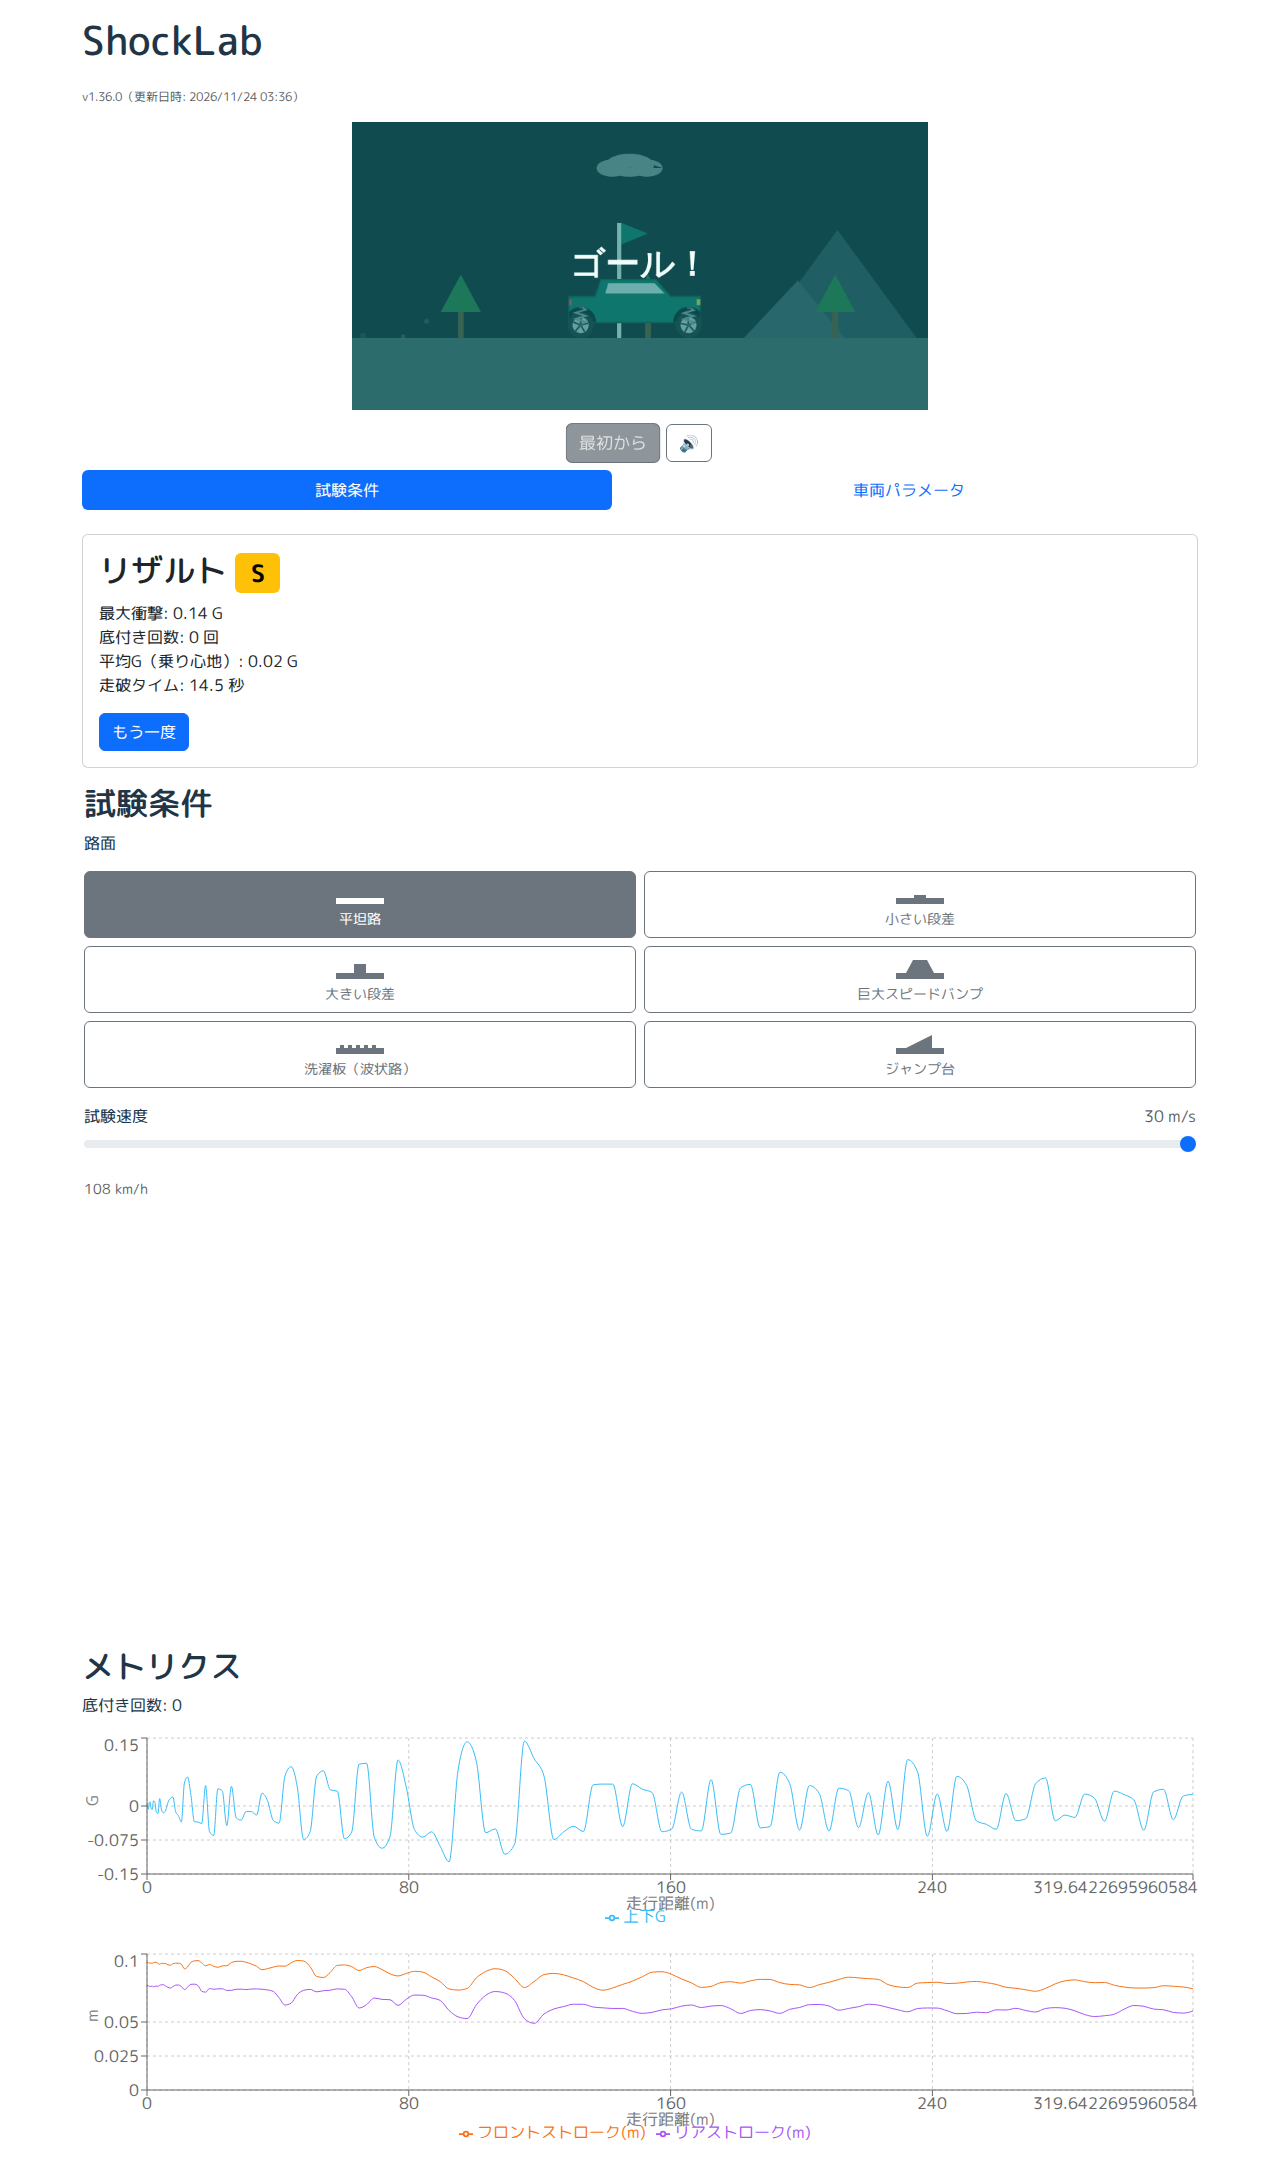 ShockLab
v1.36.0（更新日時: 2026/11/24 03:36）
ゴール！
最初から
試験条件
車両パラメータ
リザルト S
最大衝撃: 0.14 G
底付き回数: 0 回
平均G（乗り心地）: 0.02 G
走破タイム: 14.5 秒
もう一度
試験条件
路面
平坦路
小さい段差
大きい段差
巨大スピードバンプ
洗濯板（波状路）
ジャンプ台
試験速度
30 m/s
108 km/h
メトリクス
底付き回数: 0
0.15
0
-0.075
-0.15
G
0 80 160 240 319.6422695960584
走行距離(m)
上下G
0.1
0.05
0.025
0
m
0 80 160 240 319.6422695960584
走行距離(m)
フロントストローク(m) リアストローク(m)